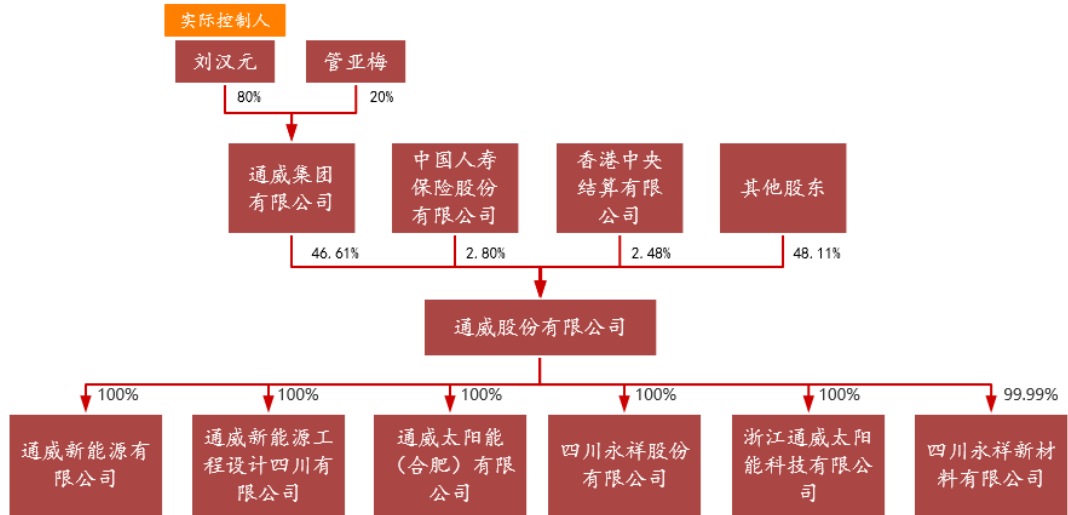 实际控制人
刘汉元
管亚梅
80%
20%
通威集团
有限公司
中国人寿
保险股份
有限公司
香港中央
结算有限
公司
其他股东
46.61%
2.80%
2.48%
48.11%
通威股份有限公司
100%
100%
100%
100%
100%
99.99%
通威新能源有
限公司
通威新能源工
程设计四川有
限公司
通威太阳能
（合肥）有限
公司
四川永祥股份
有限公司
浙江通威太阳
能科技有限公
司
四川永祥新材
料有限公司